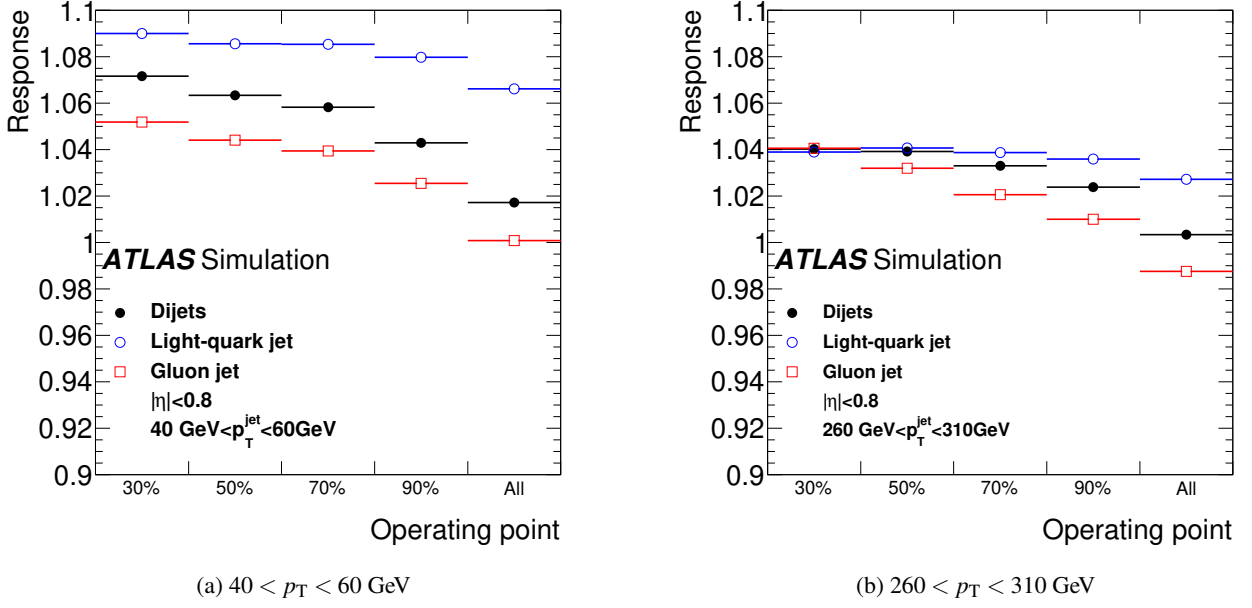 Response
1.1
1.08
1.06
1.04
1.02
1
0.98
0.96
0.94
0.92
0.9
ATLAS Simulation
Dijets
Light-quark jet
Gluon jet
|η|<0.8
40 GeV<p_T^jet<60GeV
30% 50% 70% 90% All
Operating point
(a) 40 < p_T < 60 GeV
Response
1.1
1.08
1.06
1.04
1.02
1
0.98
0.96
0.94
0.92
0.9
ATLAS Simulation
Dijets
Light-quark jet
Gluon jet
|η|<0.8
260 GeV<p_T^jet<310GeV
30% 50% 70% 90% All
Operating point
(b) 260 < p_T < 310 GeV